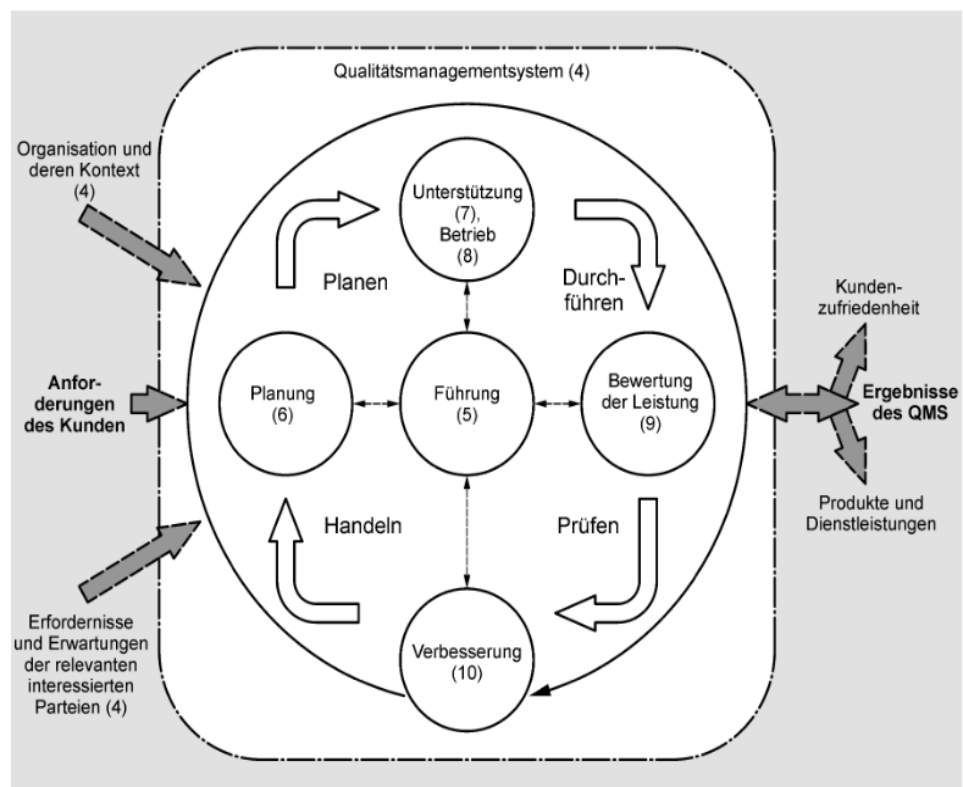 Qualitätsmanagementsystem (4)
Organisation und
deren Kontext
(4)
Unterstützung
(7),
Betrieb
(8)
Planen
Durch-
führen
Kunden-
zufriedenheit
Anfor-
derungen
des Kunden
Planung
(6)
Führung
(5)
Bewertung
der Leistung
(9)
Ergebnisse
des QMS
Handeln
Prüfen
Produkte und
Dienstleistungen
Erfordernisse
und Erwartungen
der relevanten
interessierten
Parteien (4)
Verbesserung
(10)